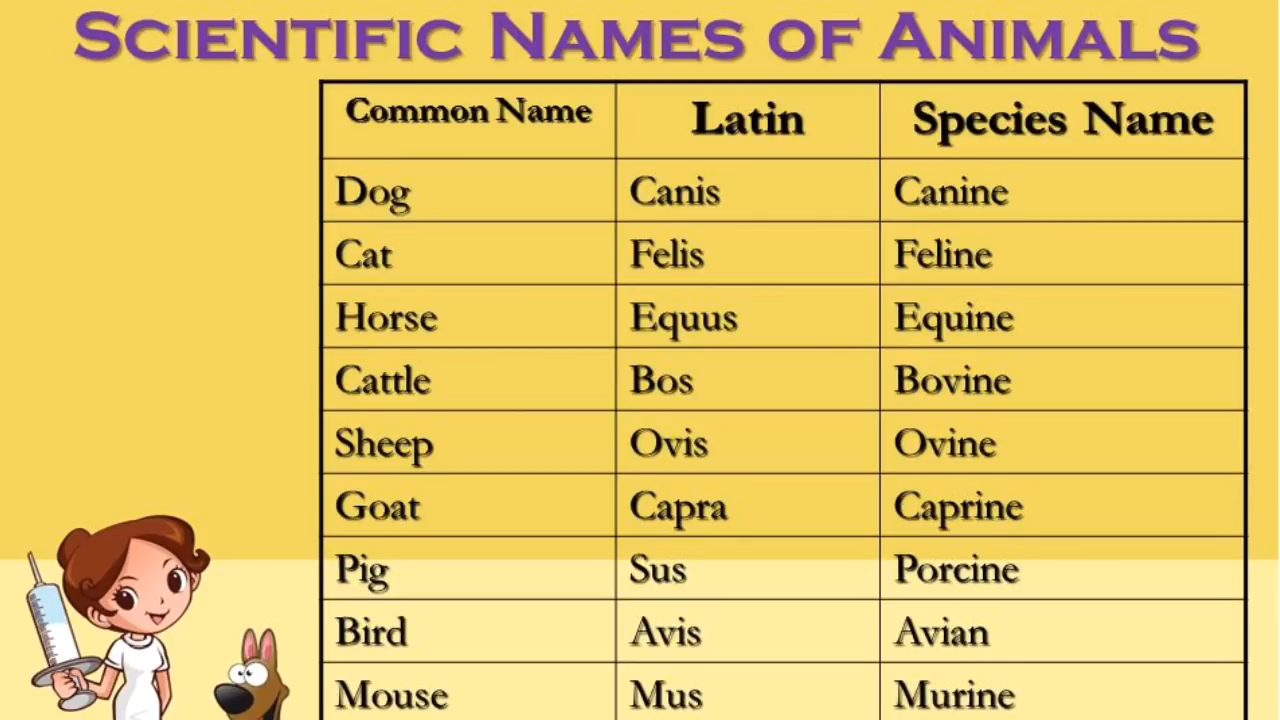 SCIENTIFIC NAMES OF ANIMALS
Common Name Latin Species Name
Dog Canis Canine
Cat Felis Feline
Horse Equus Equine
Cattle Bos Bovine
Sheep Ovis Ovine
Goat Capra Caprine
Pig Sus Porcine
Bird Avis Avian
Mouse Mus Murine